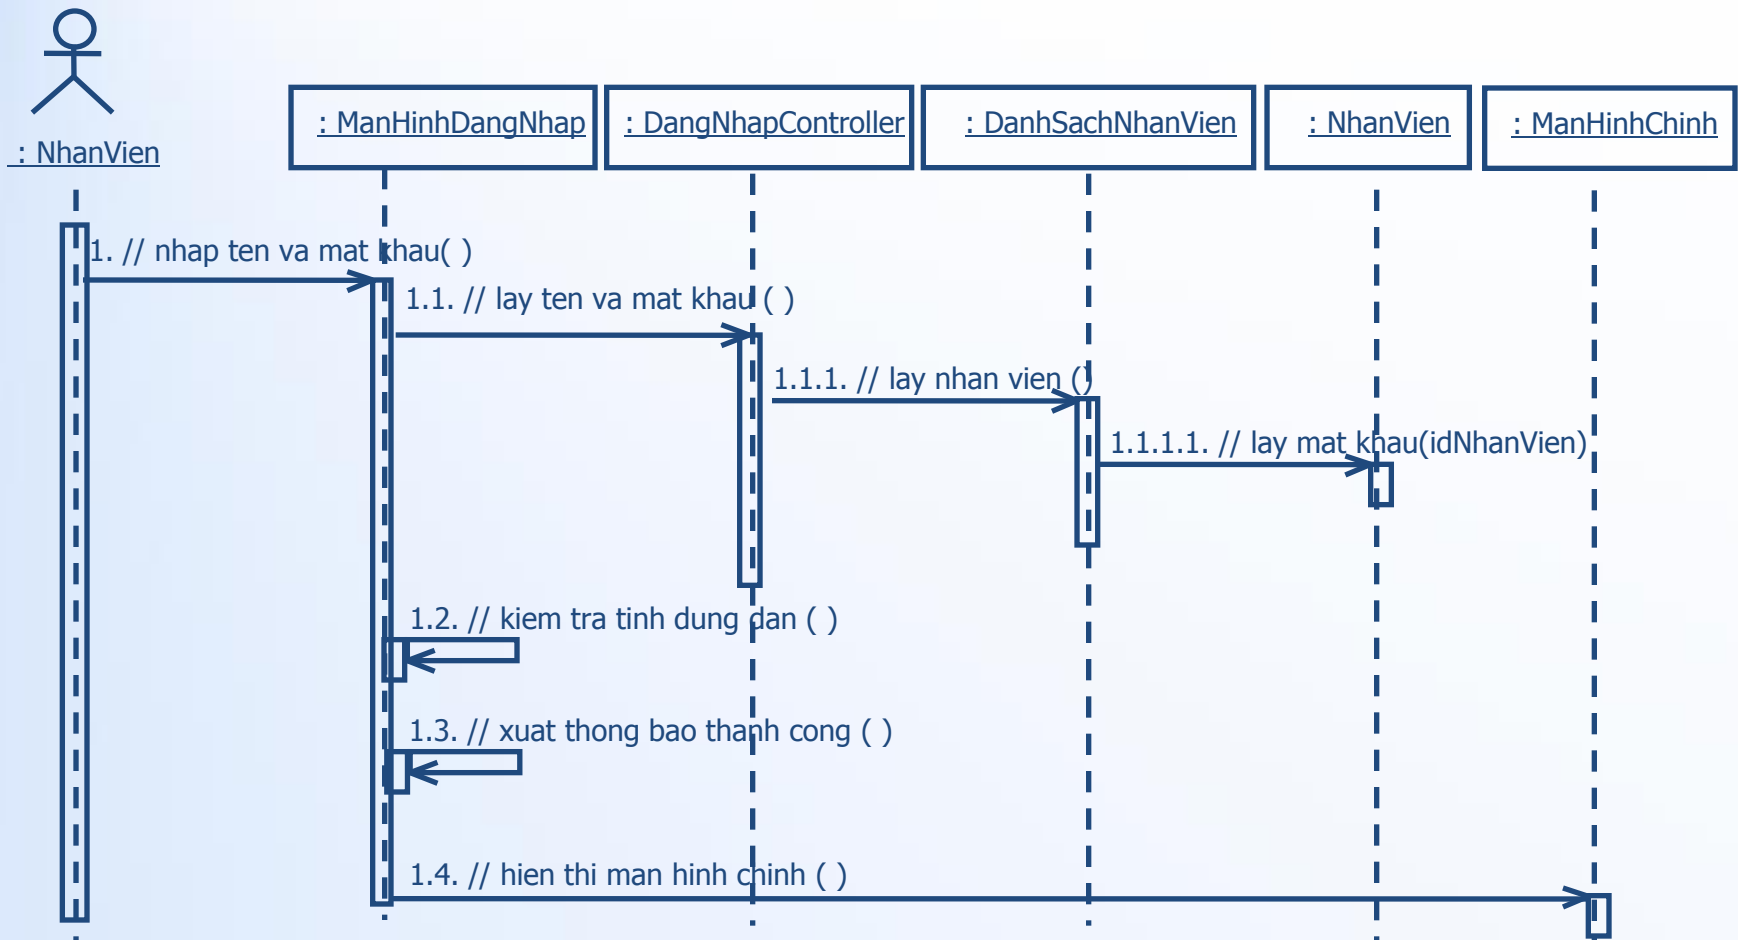 : NhanVien
: ManHinhDangNhap
: DangNhapController
: DanhSachNhanVien
: NhanVien
: ManHinhChinh
1. // nhap ten va mat khau( )
1.1. // lay ten va mat khau ( )
1.1.1. // lay nhan vien ()
1.1.1.1. // lay mat khau(idNhanVien)
1.2. // kiem tra tinh dung dan ( )
1.3. // xuat thong bao thanh cong ( )
1.4. // hien thi man hinh chinh ( )